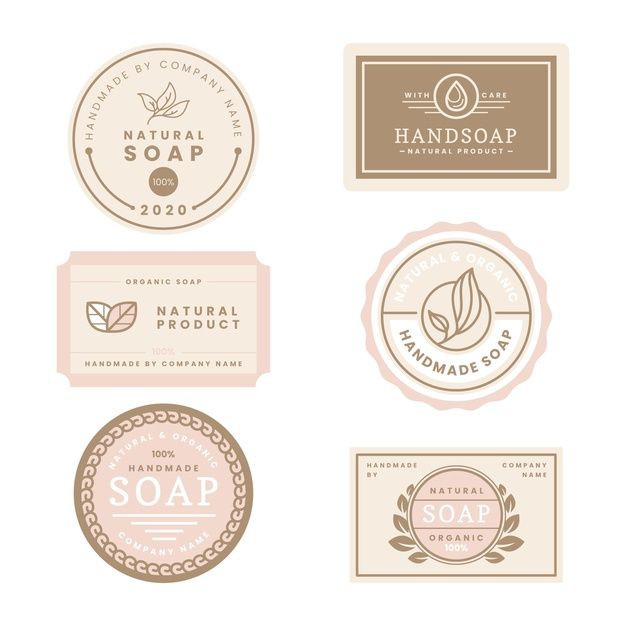 HANDMADE BY COMPANY NAME
NATURAL
SOAP
100%
2020
WITH CARE
HANDSOAP
NATURAL PRODUCT
ORGANIC SOAP
NATURAL
PRODUCT
100%
HANDMADE BY COMPANY NAME
NATURAL & ORGANIC
HANDMADE SOAP
NATURAL & ORGANIC
100%
HANDMADE
SOAP
COMPANY NAME
HANDMADE BY
COMPANY NAME
NATURAL
SOAP
ORGANIC
100%